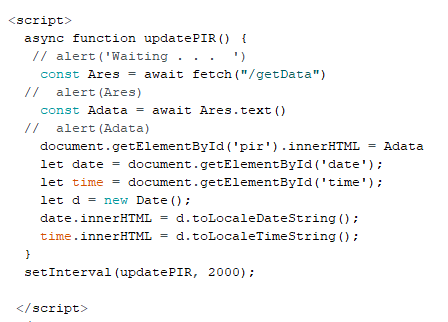 <script>
  async function updatePIR() {
   // alert('Waiting . . .  ')
    const Ares = await fetch("/getData")
  //  alert(Ares)
    const Adata = await Ares.text()
  //  alert(Adata)
    document.getElementById('pir').innerHTML = Adata
    let date = document.getElementById('date');
    let time = document.getElementById('time');
    let d = new Date();
    date.innerHTML = d.toLocaleDateString();
    time.innerHTML = d.toLocaleTimeString();
  }
  setInterval(updatePIR, 2000);

 </script>